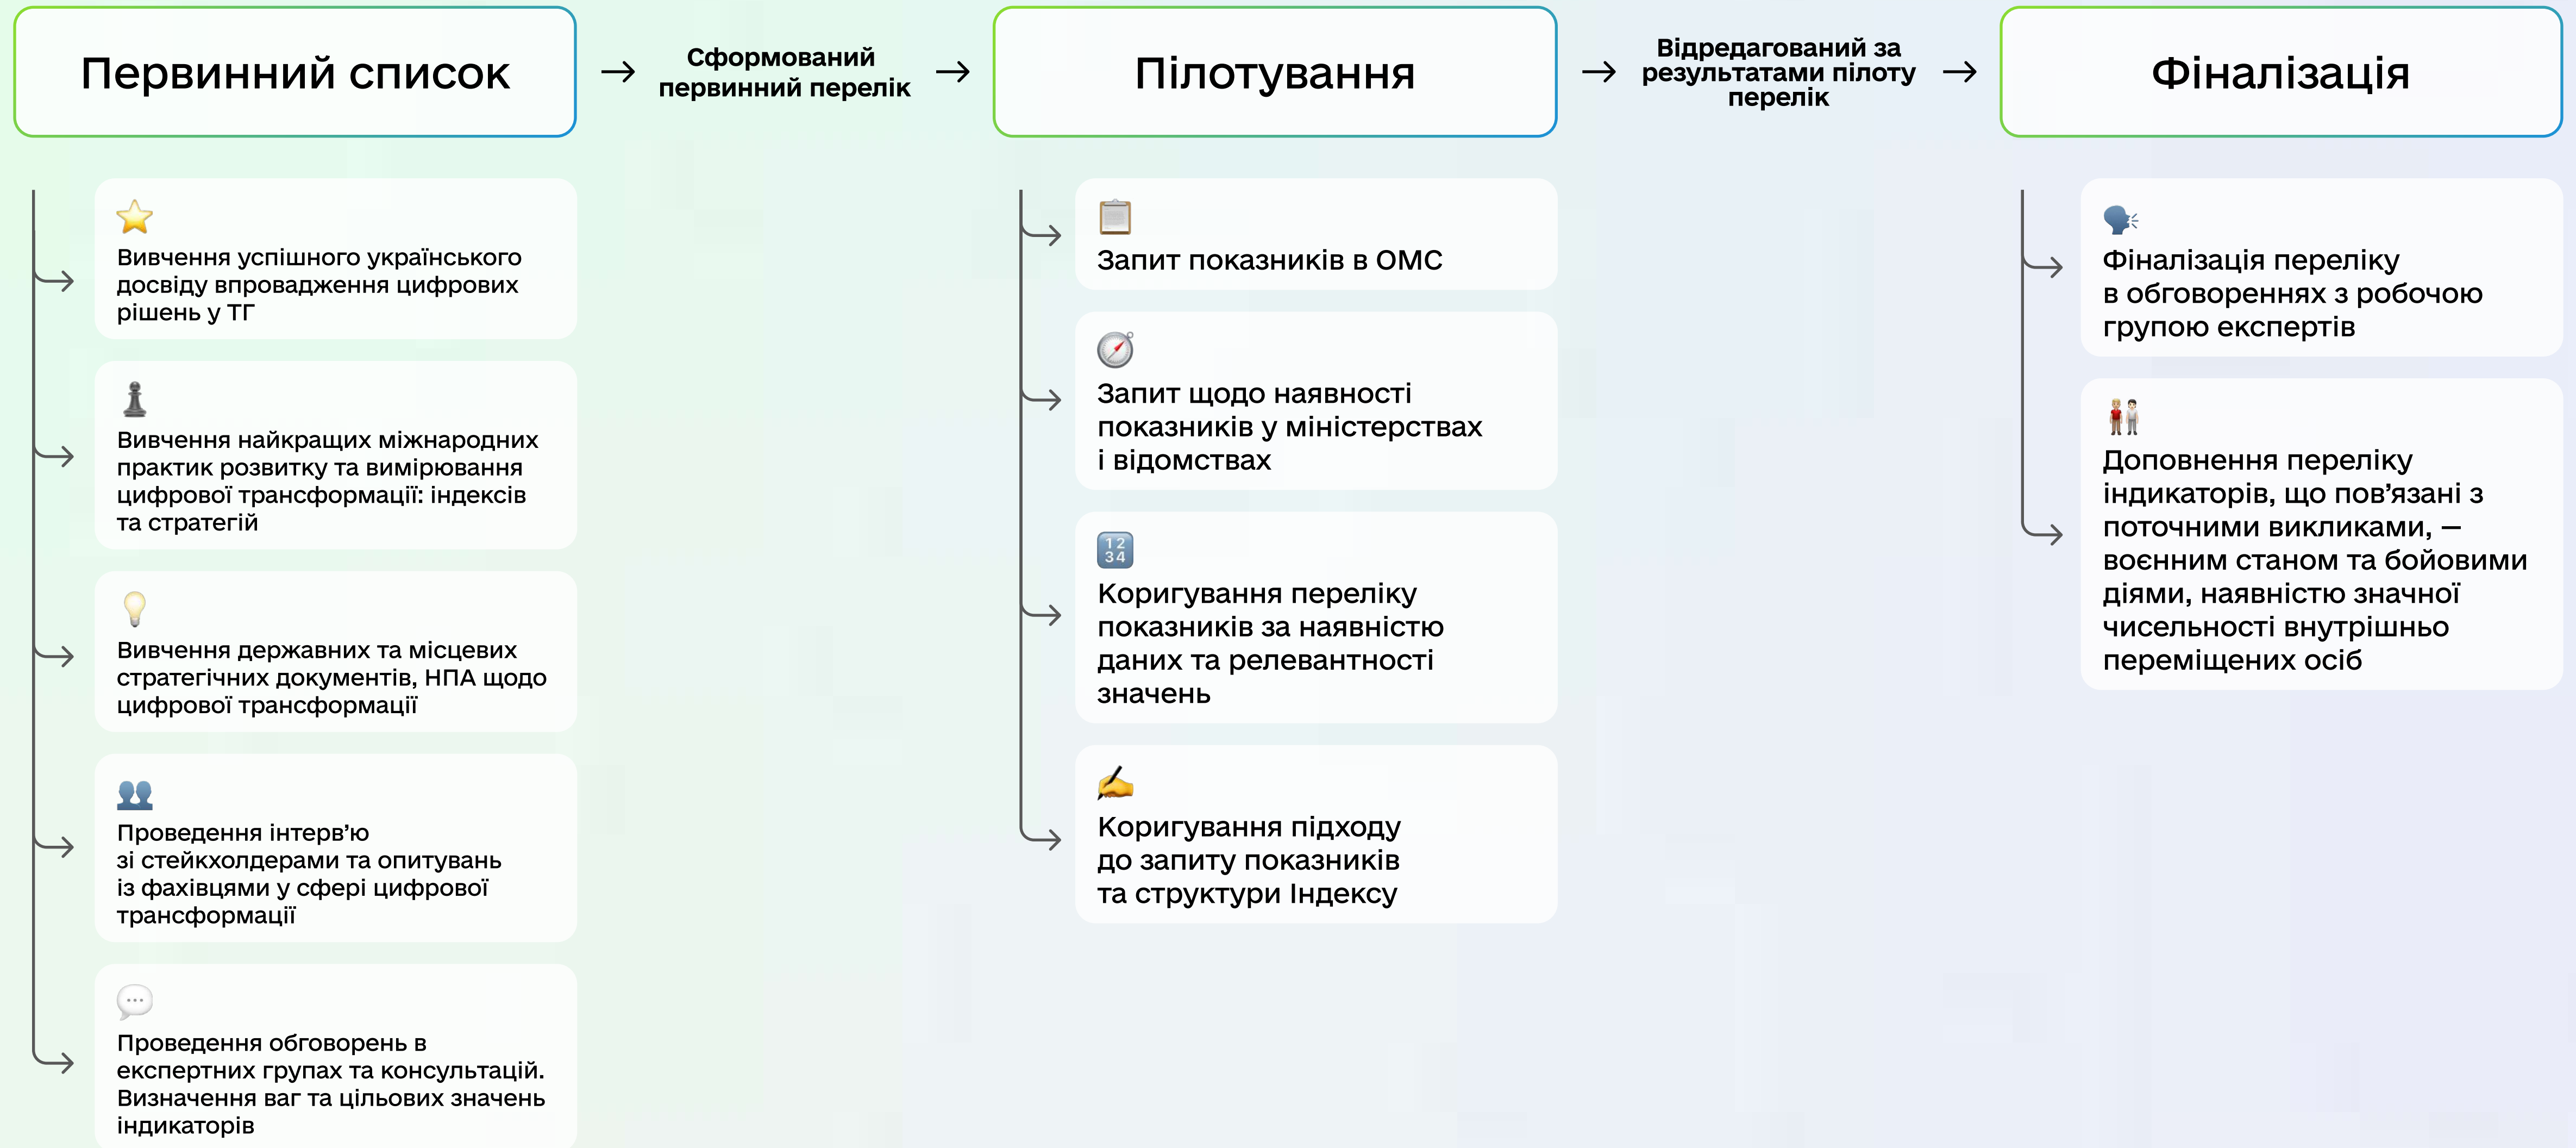 Первинний список
Сформований
первинний перелік
Пілотування
Відредагований за
результатами пілоту
перелік
Фіналізація
Вивчення успішного українського
досвіду впровадження цифрових
рішень у ТГ
Вивчення найкращих міжнародних
практик розвитку та вимірювання
цифрової трансформації: індексів
та стратегій
Вивчення державних та місцевих
стратегічних документів, НПА щодо
цифрової трансформації
Проведення інтерв’ю
зі стейкхолдерами та опитувань
із фахівцями у сфері цифрової
трансформації
Проведення обговорень в
експертних групах та консультацій.
Визначення ваг та цільових значень
індикаторів
Запит показників в ОМС
Запит щодо наявності
показників у міністерствах
і відомствах
12
34
Коригування переліку
показників за наявністю
даних та релевантності
значень
Коригування підходу
до запиту показників
та структури Індексу
Фіналізація переліку
в обговореннях з робочою
групою експертів
Доповнення переліку
індикаторів, що пов’язані з
поточними викликами, —
воєнним станом та бойовими
діями, наявністю значної
чисельності внутрішньо
переміщених осіб